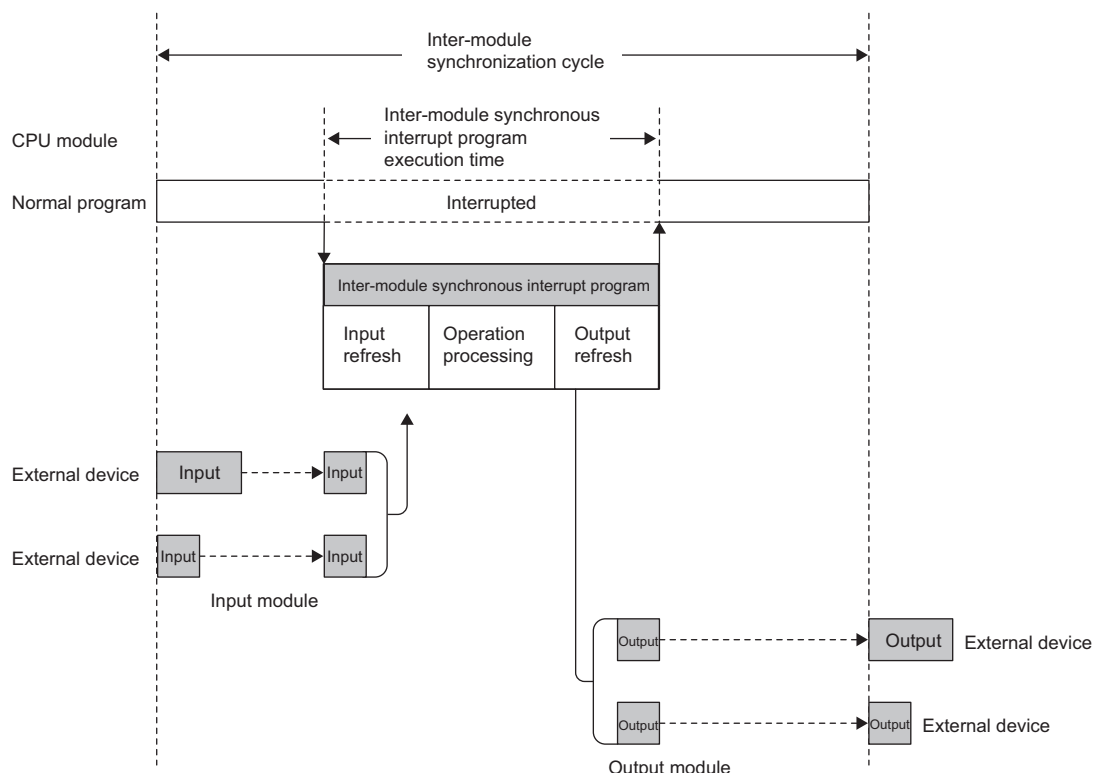 Inter-module
synchronization cycle
CPU module
Inter-module synchronous
interrupt program
execution time
Normal program
Interrupted
Inter-module synchronous interrupt program
Input
refresh
Operation
processing
Output
refresh
External device
Input
Input
External device
Input
Input
Input module
Output
Output
External device
Output
Output
External device
Output module